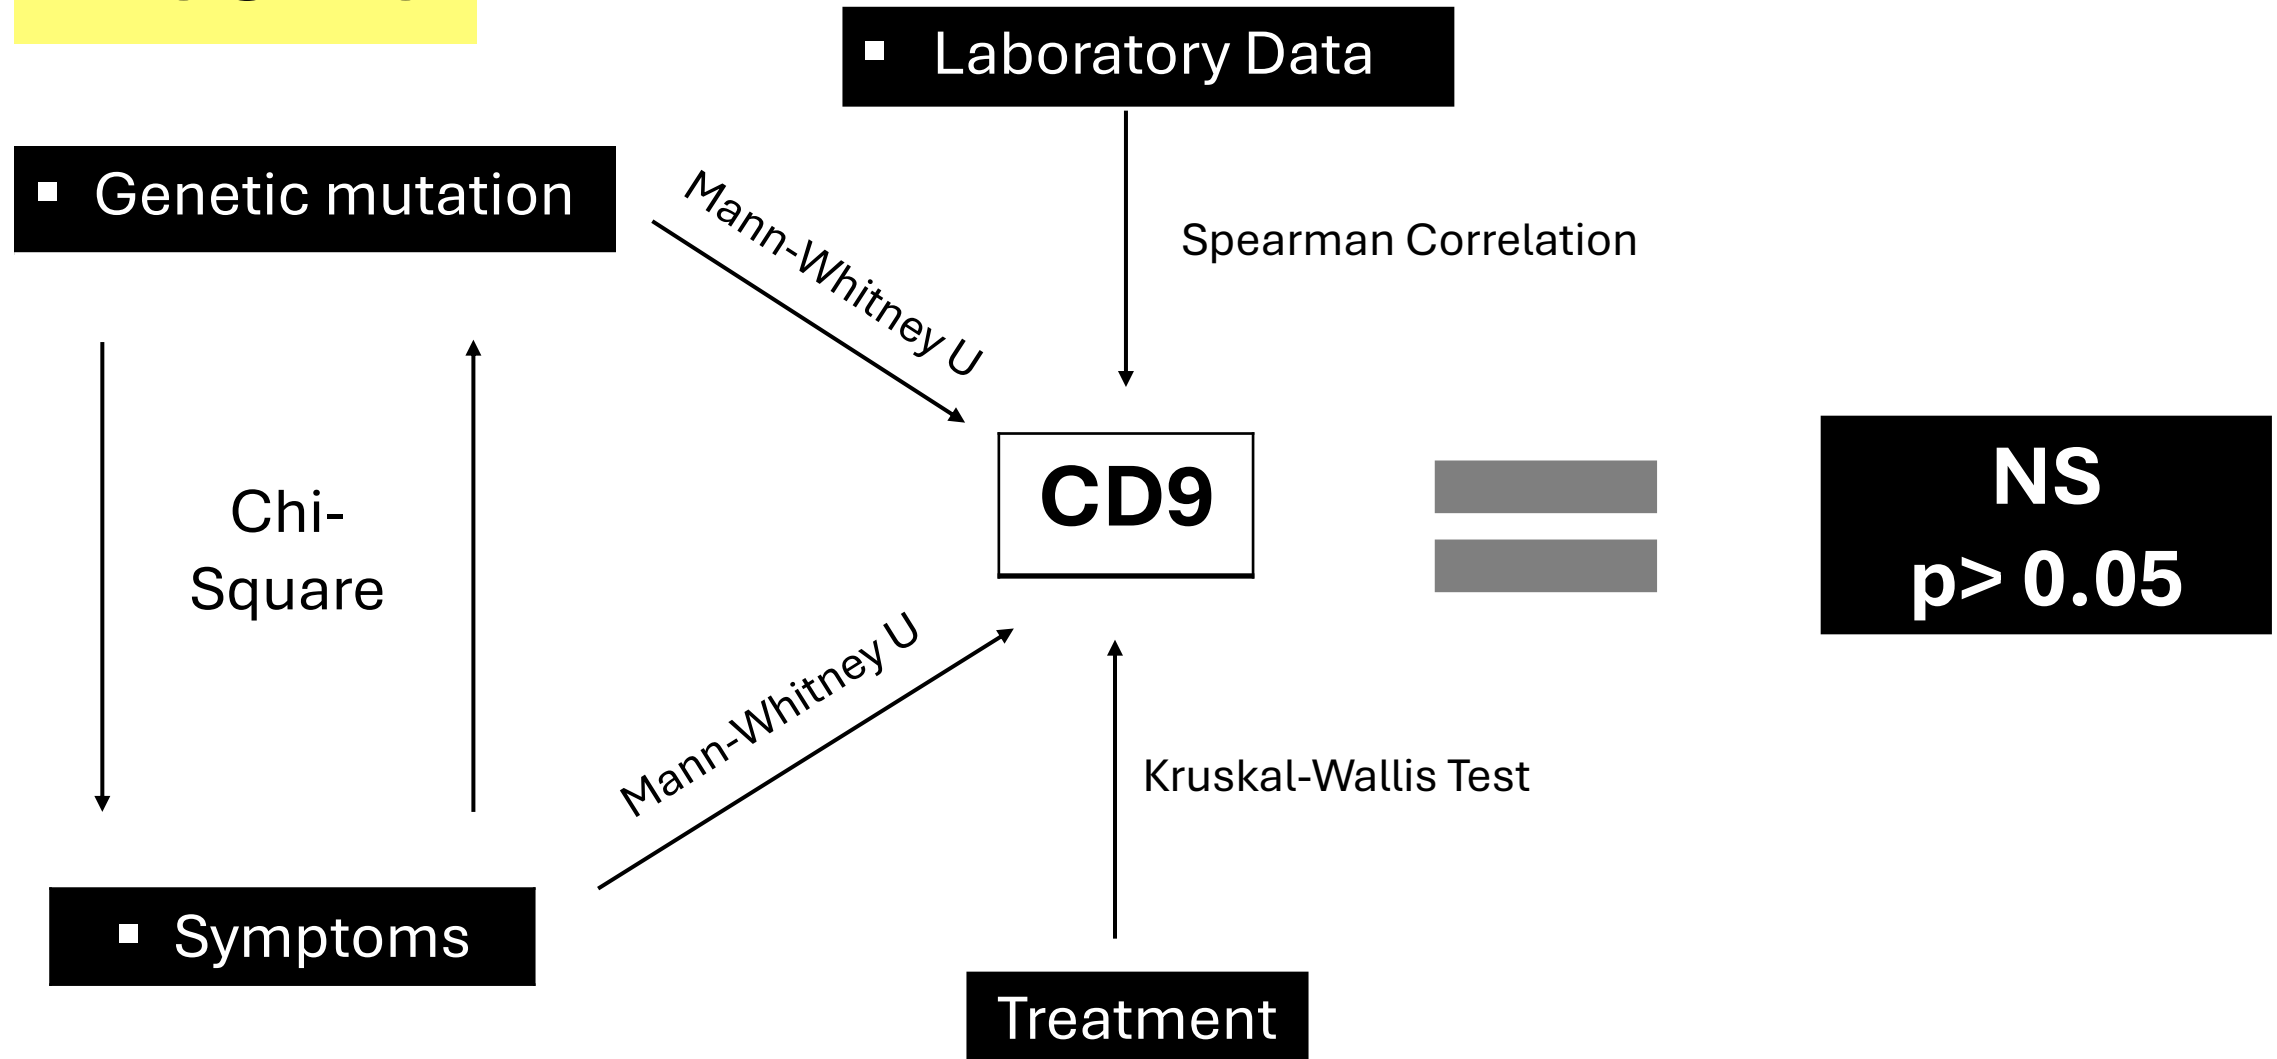 ▪ Laboratory Data
▪ Genetic mutation
Mann-Whitney U
Spearman Correlation
Chi-
Square
CD9
NS
p> 0.05
Mann-Whitney U
Kruskal-Wallis Test
▪ Symptoms
Treatment